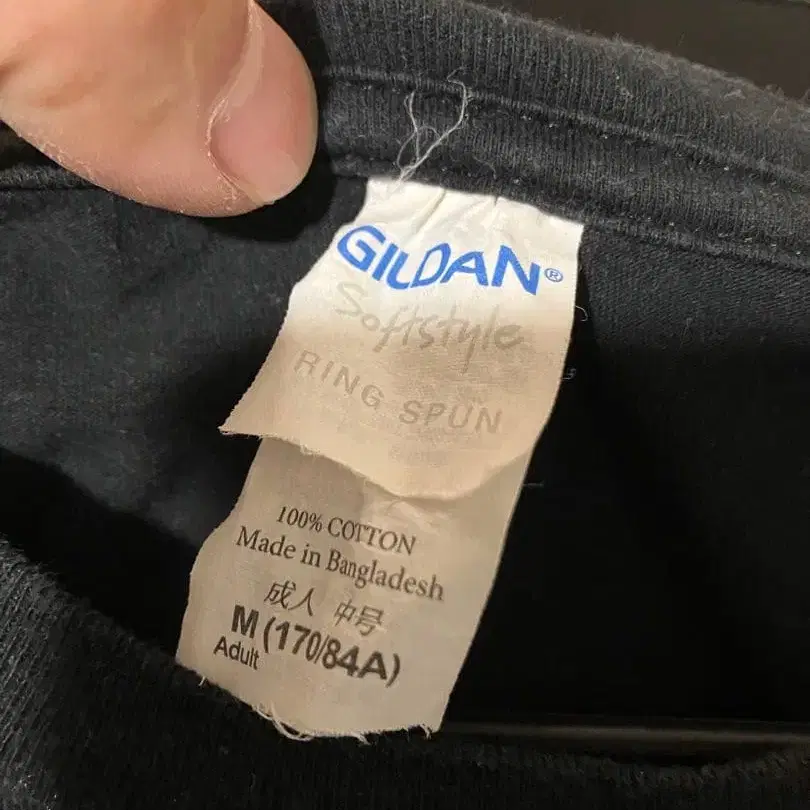 GILDAN®
Softstyle
RING SPUN
100% COTTON
Made in Bangladesh
成人 中号
M (170/84A)
Adult